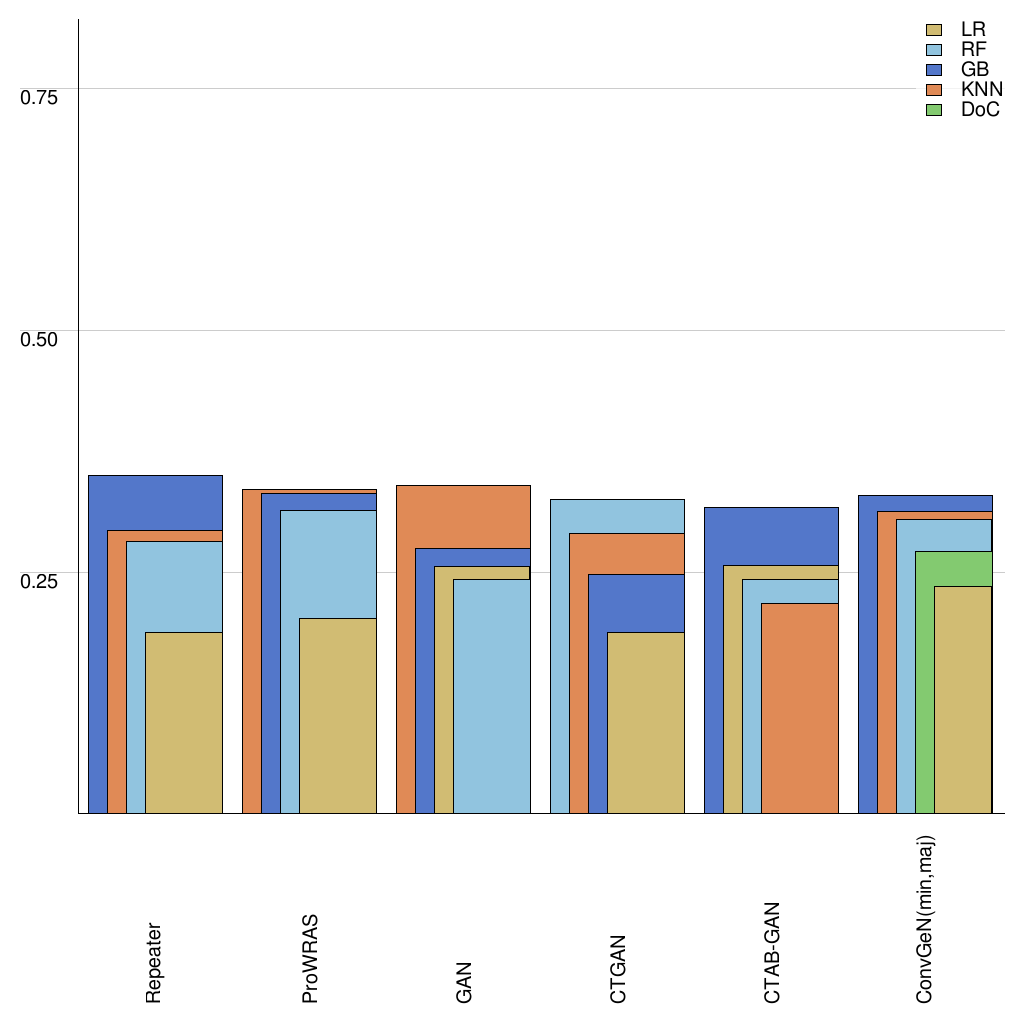 LR
RF
GB
KNN
DoC
0.75
0.50
0.25
Repeater
ProWRAS
GAN
CTGAN
CTAB-GAN
ConvGeN(min,maj)